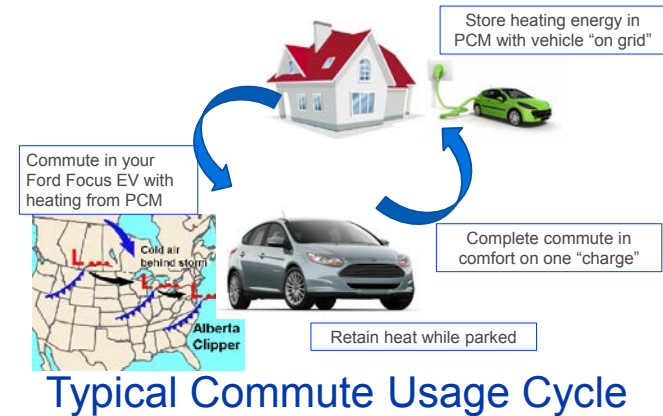 Store heating energy in
PCM with vehicle “on grid”
Commute in your
Ford Focus EV with
heating from PCM
L
Cold air
behind storm
L
L
Alberta
Clipper
Complete commute in
comfort on one “charge”
Retain heat while parked
Typical Commute Usage Cycle